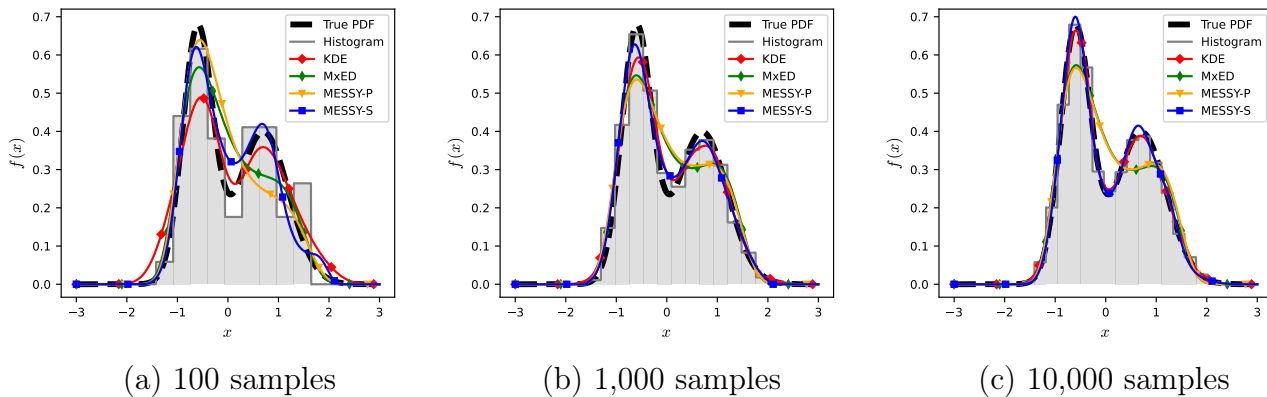 0.7
0.6
0.5
0.4
0.3
0.2
0.1
0.0
f(x)
−3 −2 −1 0 1 2 3
x
True PDF
Histogram
KDE
MxED
MESSY-P
MESSY-S
(a) 100 samples
0.7
0.6
0.5
0.4
0.3
0.2
0.1
0.0
f(x)
−3 −2 −1 0 1 2 3
x
True PDF
Histogram
KDE
MxED
MESSY-P
MESSY-S
(b) 1,000 samples
0.7
0.6
0.5
0.4
0.3
0.2
0.1
0.0
f(x)
−3 −2 −1 0 1 2 3
x
True PDF
Histogram
KDE
MxED
MESSY-P
MESSY-S
(c) 10,000 samples